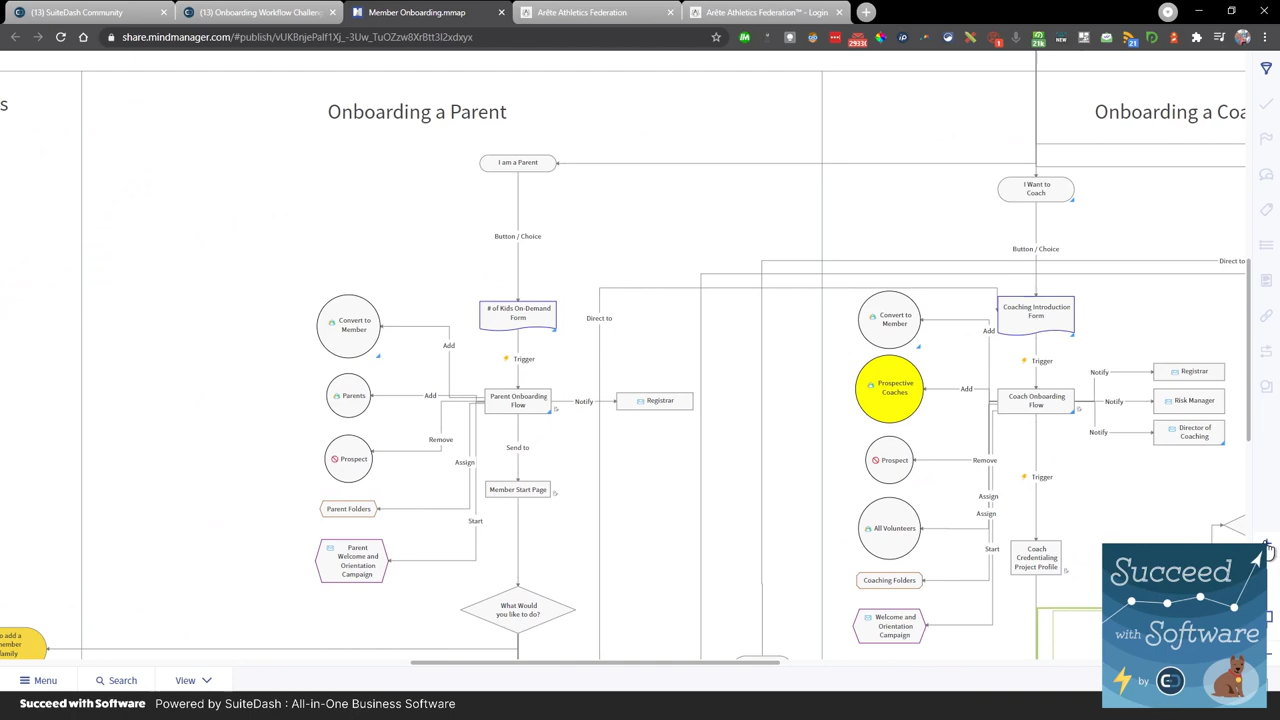 (13) SuiteDash Community
(13) Onboarding Workflow Challeng
Member Onboarding.mmap
Arête Athletics Federation
Arête Athletics Federation™ - Login
share.mindmanager.com/#publish/vUKBnjePalf1Xj_-3Uw_TuOZzw8XrBtt3I2xdxyx
s
Onboarding a Parent
Onboarding a Coa
I am a Parent
I Want to
Coach
Button / Choice
Button / Choice
Direct to
# of Kids On-Demand
Form
Direct to
Coaching Introduction
Form
Convert to
Member
Add
Trigger
Convert to
Member
Add
Trigger
Notify
Registrar
Parents
Add
Parent Onboarding
Flow
Notify
Registrar
Prospective
Coaches
Add
Coach Onboarding
Flow
Notify
Risk Manager
Notify
Director of
Coaching
Prospect
Remove
Assign
Send to
Prospect
Remove
Trigger
Member Start Page
Parent Folders
Start
Assign
Assign
All Volunteers
Parent
Welcome and
Orientation
Campaign
Start
Coach
Credentialing
Project Profile
Coaching Folders
What Would
you like to do?
Welcome and
Orientation
Campaign
o add a
member
family
Succeed
with Software
by
Menu
Search
View
Succeed with Software Powered by SuiteDash : All-in-One Business Software